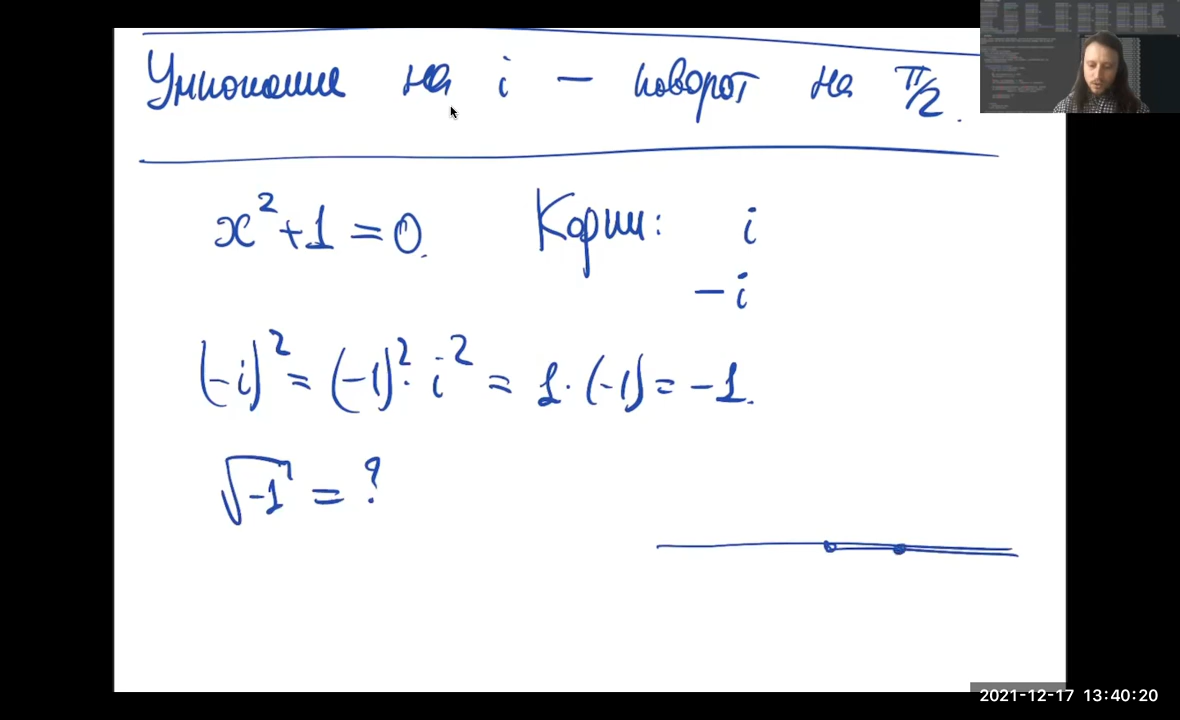 Умножение на i – поворот на π/2.
x²+1=0. Корни: i
−i
(−i)² = (−1)²· i² = 1·(−1) = −1.
√−1 = ?
2021-12-17 13:40:20